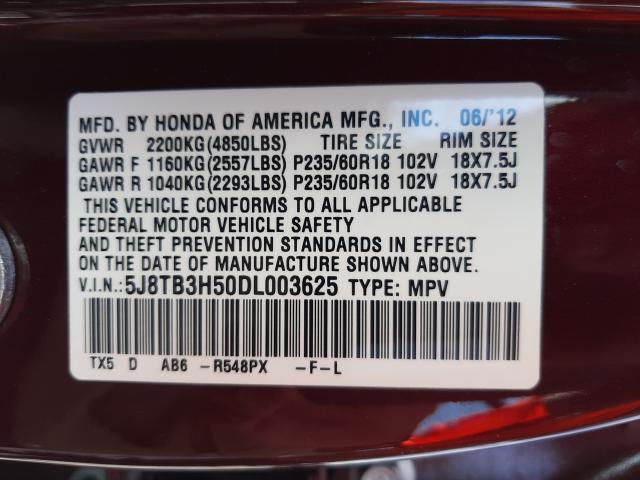 MFD. BY HONDA OF AMERICA MFG., INC. 06/'12
GVWR 2200KG(4850LBS) TIRE SIZE RIM SIZE
GAWR F 1160KG(2557LBS) P235/60R18 102V 18X7.5J
GAWR R 1040KG(2293LBS) P235/60R18 102V 18X7.5J
THIS VEHICLE CONFORMS TO ALL APPLICABLE
FEDERAL MOTOR VEHICLE SAFETY
AND THEFT PREVENTION STANDARDS IN EFFECT
ON THE DATE OF MANUFACTURE SHOWN ABOVE.
V.I.N.:5J8TB3H50DL003625 TYPE: MPV
TX5 D AB6 -R548PX -F-L